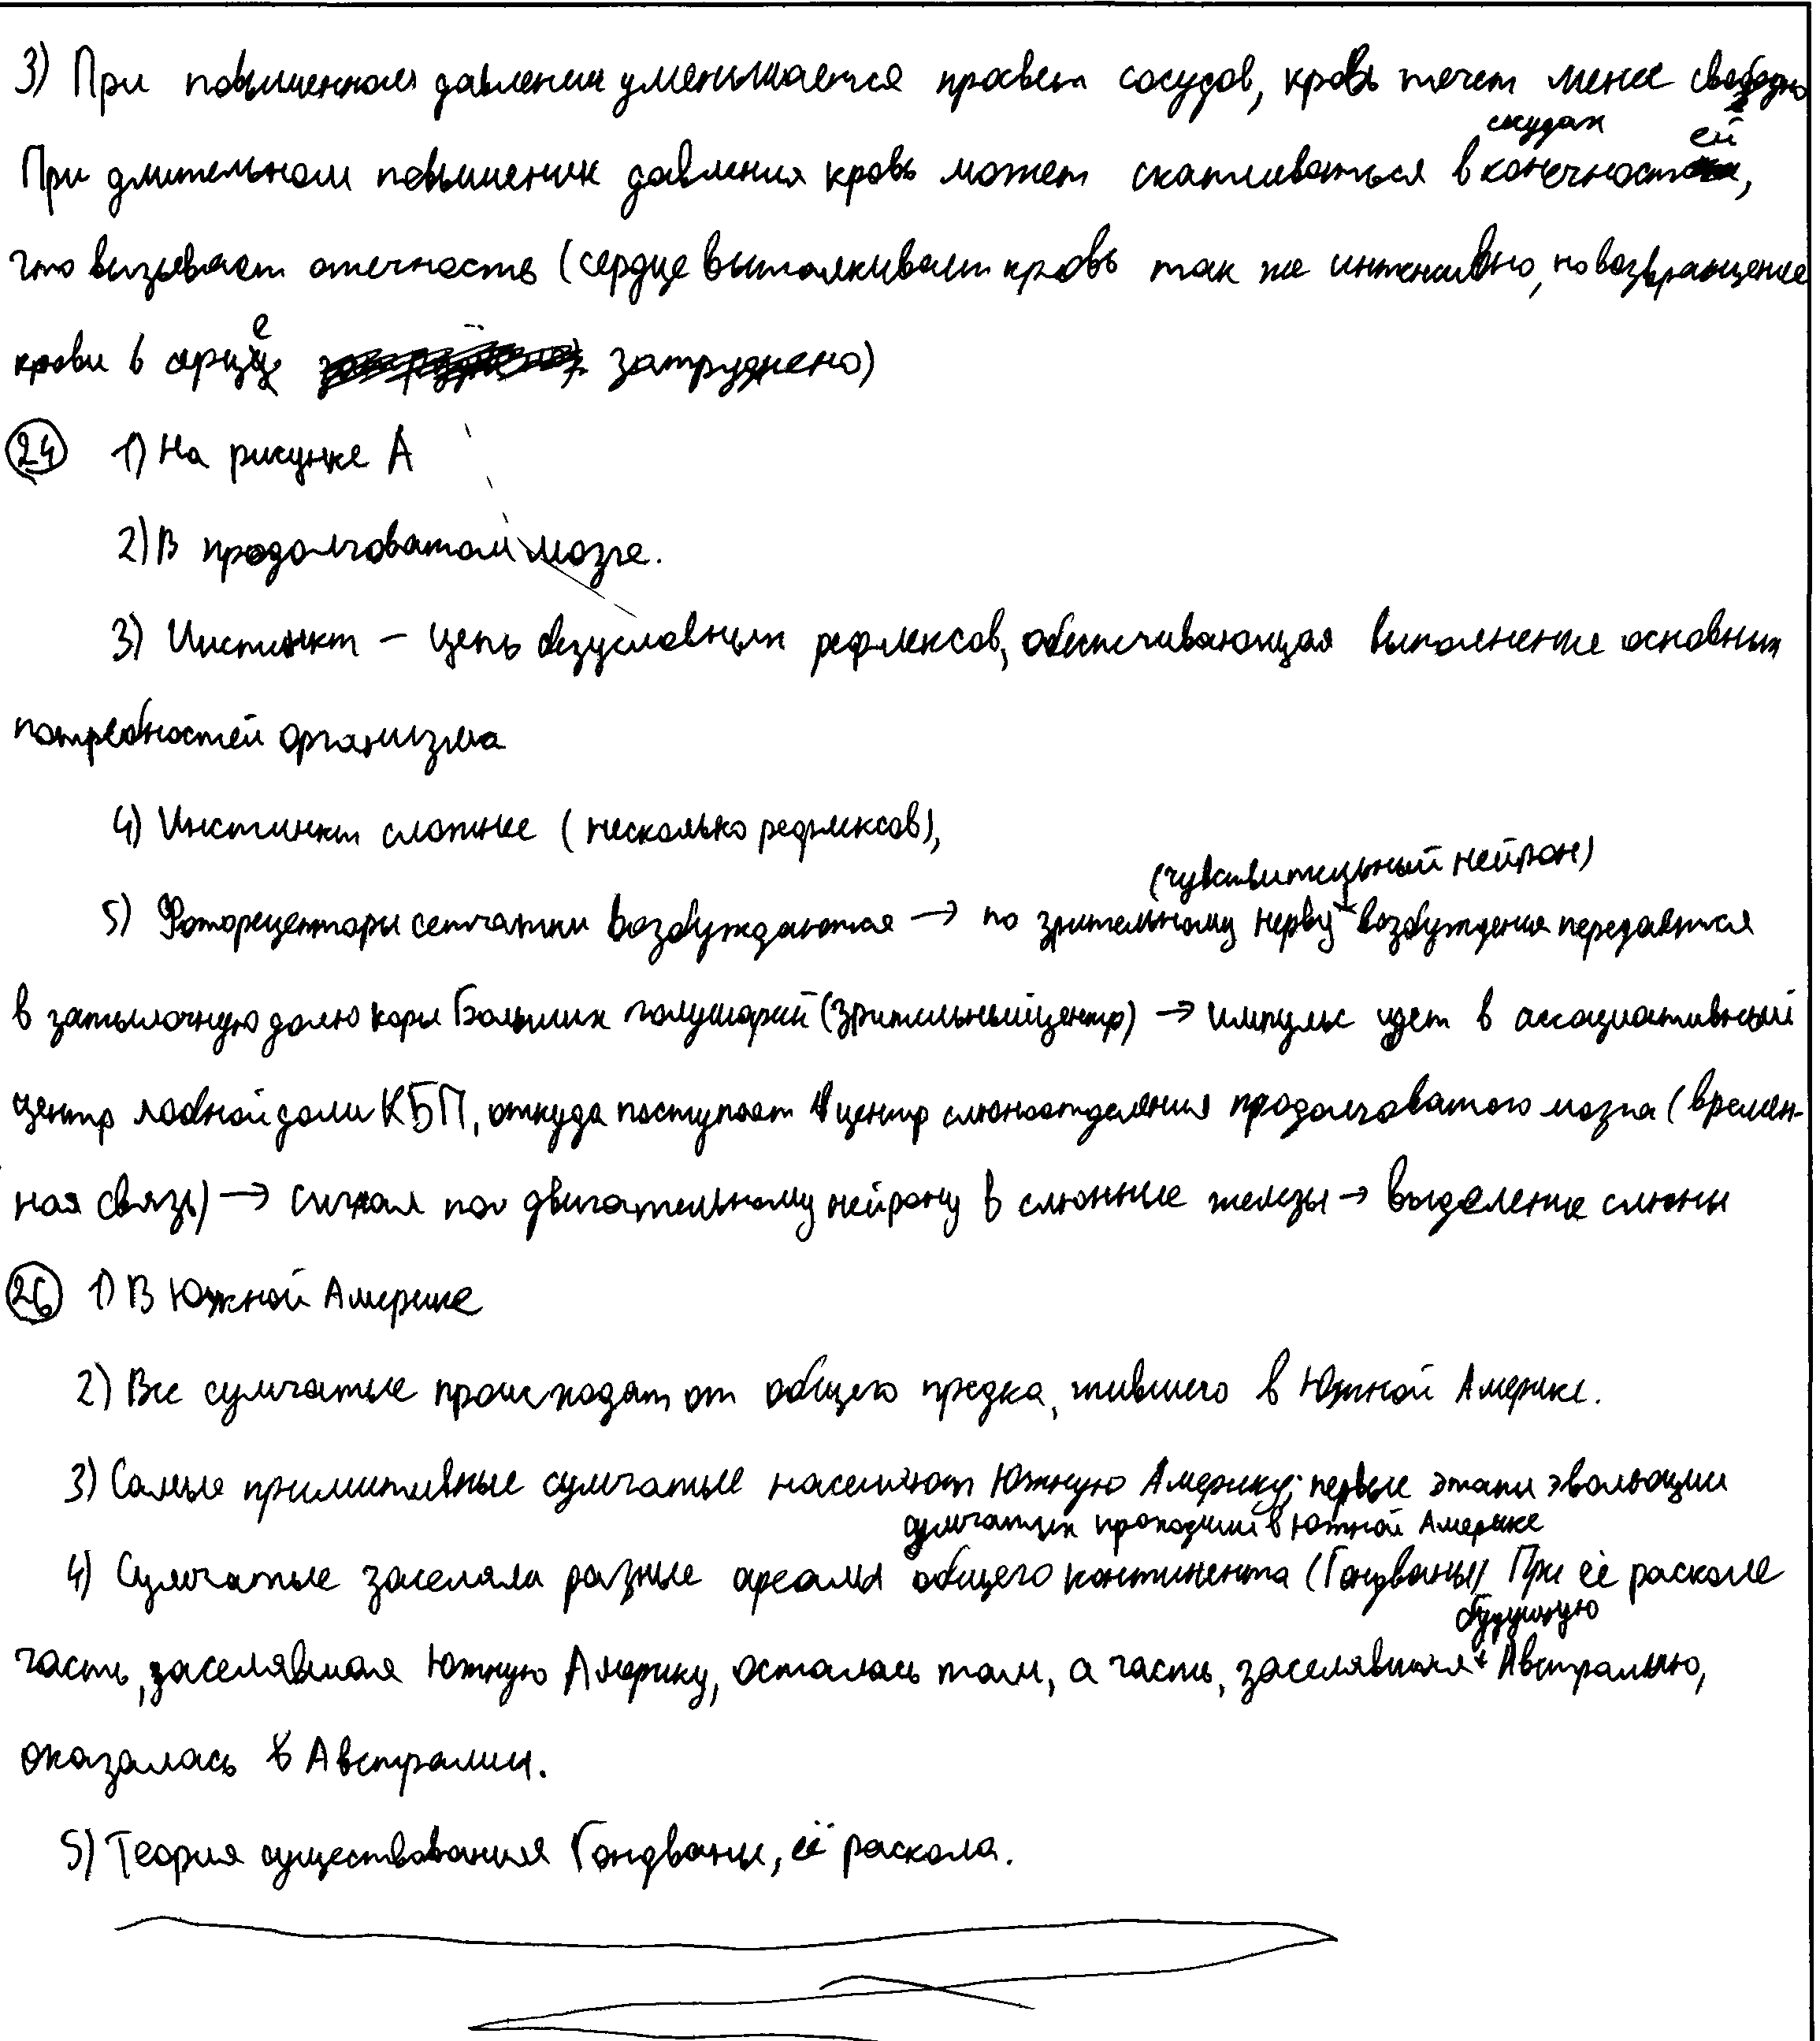 3) При повышенном давлении уменьшается просвет сосудов, кровь течет менее свободно
При длительном повышении давления кровь может скапливаться в сосудах конечностей,
что вызывает отечность (сердце выталкивает кровь так же интенсивно, но возвращение
крови в сердце затруднено)
24 1) На рисунке А
2) В продолговатом мозге.
3) Инстинкт – цепь безусловных рефлексов, обеспечивающая выполнение основных
потребностей организма
4) Инстинкт сложнее (несколько рефлексов),
5) Фоторецепторы сетчатки возбуждаются → по зрительному нерву (чувствительный нейрон) возбуждения передается
в затылочную долю коры Больших полушарий (зрительный центр) → импульс идет в ассоциативный
центр лобной доли КБП, откуда поступает в центр слюноотделения продолговатого мозга (времен-
ная связь) → сигнал по двигательному нейрону в слюнные железы → выделение слюны
26 1) В Южной Америке
2) Все сумчатые происходят от общего предка, жившего в Южной Америке.
3) Самые примитивные сумчатые населяют Южную Америку; первые этапы эволюции
сумчатых проходили в Южной Америке
4) Сумчатые заселяли разные ареалы общего континента (Гондваны) При её расколе
часть, заселявшая Южную Америку, осталась там, а часть, заселявшая будущую Австралию,
оказалась в Австралии.
5) Теория существования Гондваны, её раскола.